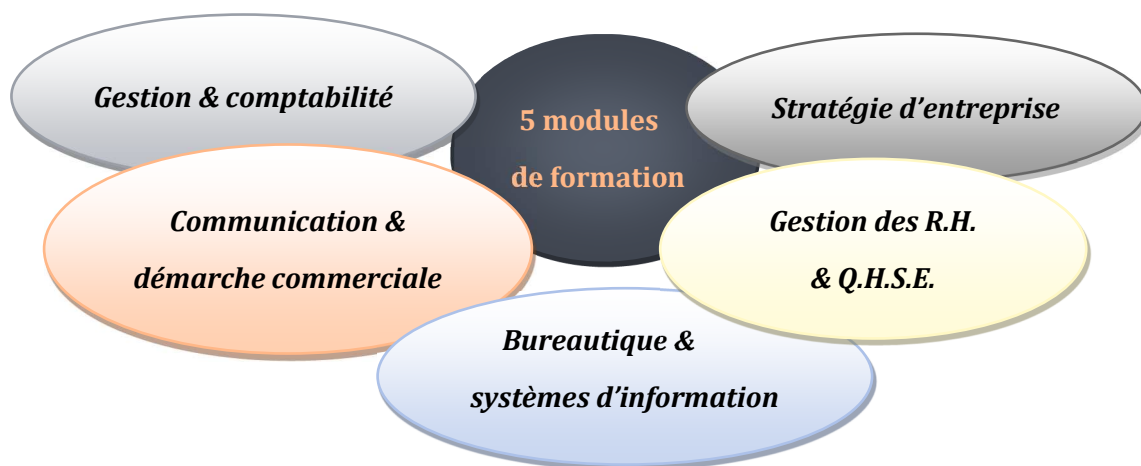 Gestion & comptabilité
5 modules
de formation
Stratégie d'entreprise
Communication &
démarche commerciale
Gestion des R.H.
& Q.H.S.E.
Bureautique &
systèmes d'information